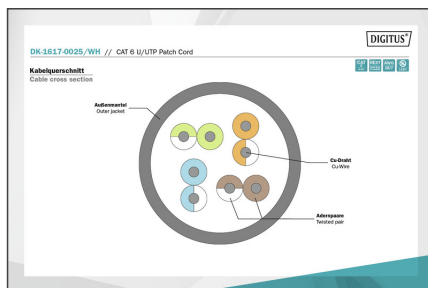 DIGITUS®
DK-1617-0025/WH // CAT 6 U/UTP Patch Cord
Kabelquerschnitt
Cable cross section
Außenmantel
Outer jacket
Cu-Draht
Cu-Wire
Adernpaare
Twisted pair